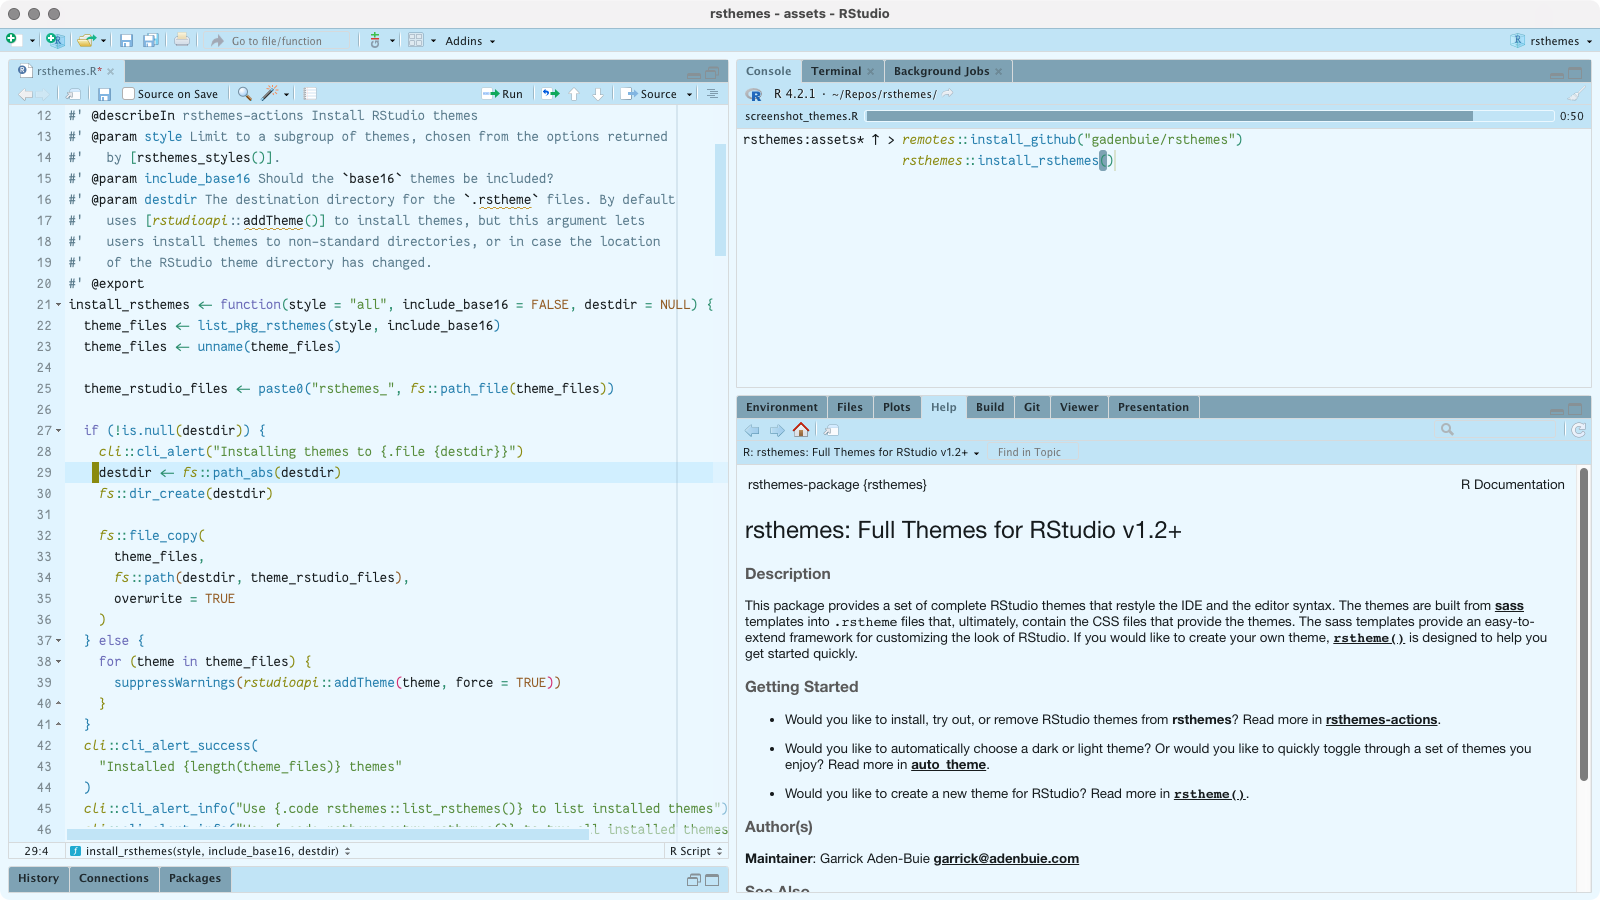 rsthemes - assets - RStudio
Go to file/function
Addins
rsthemes
rsthemes.R*
Source on Save
Run
Source
12 #' @describeIn rsthemes-actions Install RStudio themes
13 #' @param style Limit to a subgroup of themes, chosen from the options returned
14 #'   by [rsthemes_styles()].
15 #' @param include_base16 Should the `base16` themes be included?
16 #' @param destdir The destination directory for the `.rstheme` files. By default
17 #'   uses [rstudioapi::addTheme()] to install themes, but this argument lets
18 #'   users install themes to non-standard directories, or in case the location
19 #'   of the RStudio theme directory has changed.
20 #' @export
21 install_rsthemes <- function(style = "all", include_base16 = FALSE, destdir = NULL) {
22   theme_files <- list_pkg_rsthemes(style, include_base16)
23   theme_files <- unname(theme_files)
24
25   theme_rstudio_files <- paste0("rsthemes_", fs::path_file(theme_files))
26
27   if (!is.null(destdir)) {
28     cli::cli_alert("Installing themes to {.file {destdir}}")
29     destdir <- fs::path_abs(destdir)
30     fs::dir_create(destdir)
31
32     fs::file_copy(
33       theme_files,
34       fs::path(destdir, theme_rstudio_files),
35       overwrite = TRUE
36     )
37   } else {
38     for (theme in theme_files) {
39       suppressWarnings(rstudioapi::addTheme(theme, force = TRUE))
40     }
41   }
42   cli::cli_alert_success(
43     "Installed {length(theme_files)} themes"
44   )
45   cli::cli_alert_info("Use {.code rsthemes::list_rsthemes()} to list installed themes")
46 installed themes
29:4
install_rsthemes(style, include_base16, destdir)
R Script
History
Connections
Packages
Console
Terminal
Background Jobs
R 4.2.1 · ~/Repos/rsthemes/
screenshot_themes.R
0:50
rsthemes:assets* ↑ > remotes::install_github("gadenbuie/rsthemes")
rsthemes::install_rsthemes()
Environment
Files
Plots
Help
Build
Git
Viewer
Presentation
R: rsthemes: Full Themes for RStudio v1.2+
Find in Topic
rsthemes-package {rsthemes}
R Documentation
rsthemes: Full Themes for RStudio v1.2+
Description
This package provides a set of complete RStudio themes that restyle the IDE and the editor syntax. The themes are built from sass
templates into .rstheme files that, ultimately, contain the CSS files that provide the themes. The sass templates provide an easy-to-
extend framework for customizing the look of RStudio. If you would like to create your own theme, rstheme() is designed to help you
get started quickly.
Getting Started
• Would you like to install, try out, or remove RStudio themes from rsthemes? Read more in rsthemes-actions.
• Would you like to automatically choose a dark or light theme? Or would you like to quickly toggle through a set of themes you
enjoy? Read more in auto_theme.
• Would you like to create a new theme for RStudio? Read more in rstheme().
Author(s)
Maintainer: Garrick Aden-Buie garrick@adenbuie.com
See Also